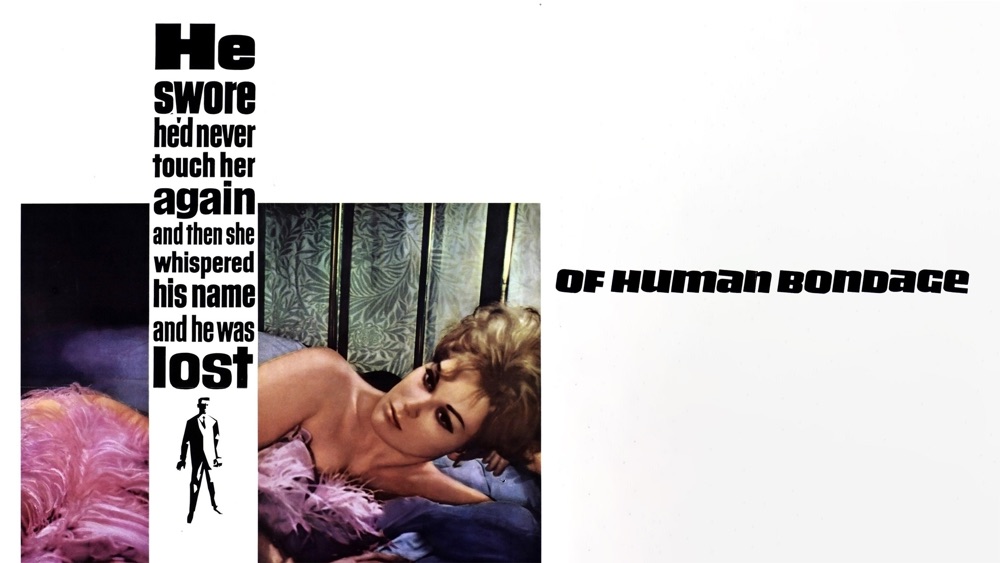 He
swore
he'd never
touch her
again
and then she
whispered
his name
and he was
lost
OF HUMAN BONDAGE